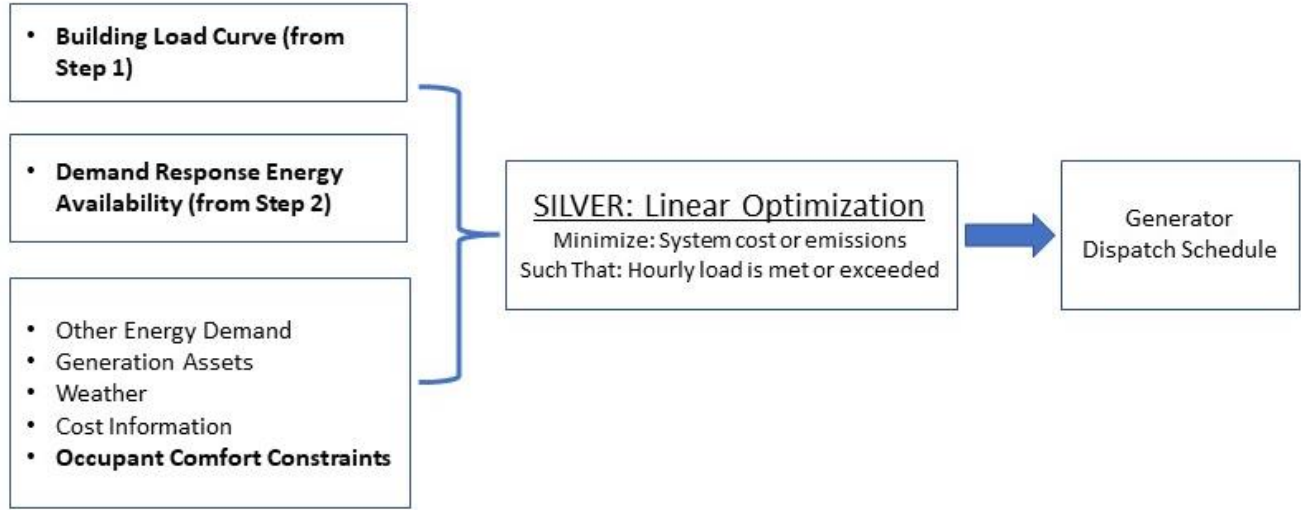 • Building Load Curve (from
Step 1)
• Demand Response Energy
Availability (from Step 2)
• Other Energy Demand
• Generation Assets
• Weather
• Cost Information
• Occupant Comfort Constraints
SILVER: Linear Optimization
Minimize: System cost or emissions
Such That: Hourly load is met or exceeded
Generator
Dispatch Schedule